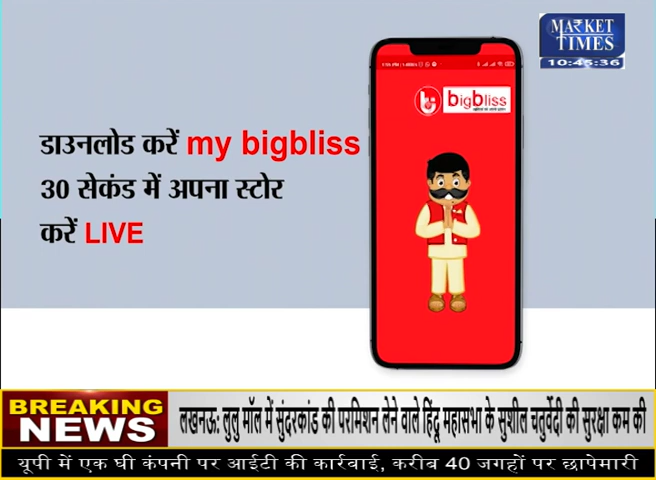 MARKET
TIMES
10:45:36
bigbliss
डाउनलोड करें my bigbliss
30 सेकंड में अपना स्टोर
करें LIVE
BREAKING
NEWS
लखनऊ: लुलु मॉल में सुंदरकांड की परमिशन लेने वाले हिंदू महासभा के सुशील चतुर्वेदी की सुरक्षा कम की
यूपी में एक घी कंपनी पर आईटी की कार्रवाई, करीब 40 जगहों पर छापेमारी